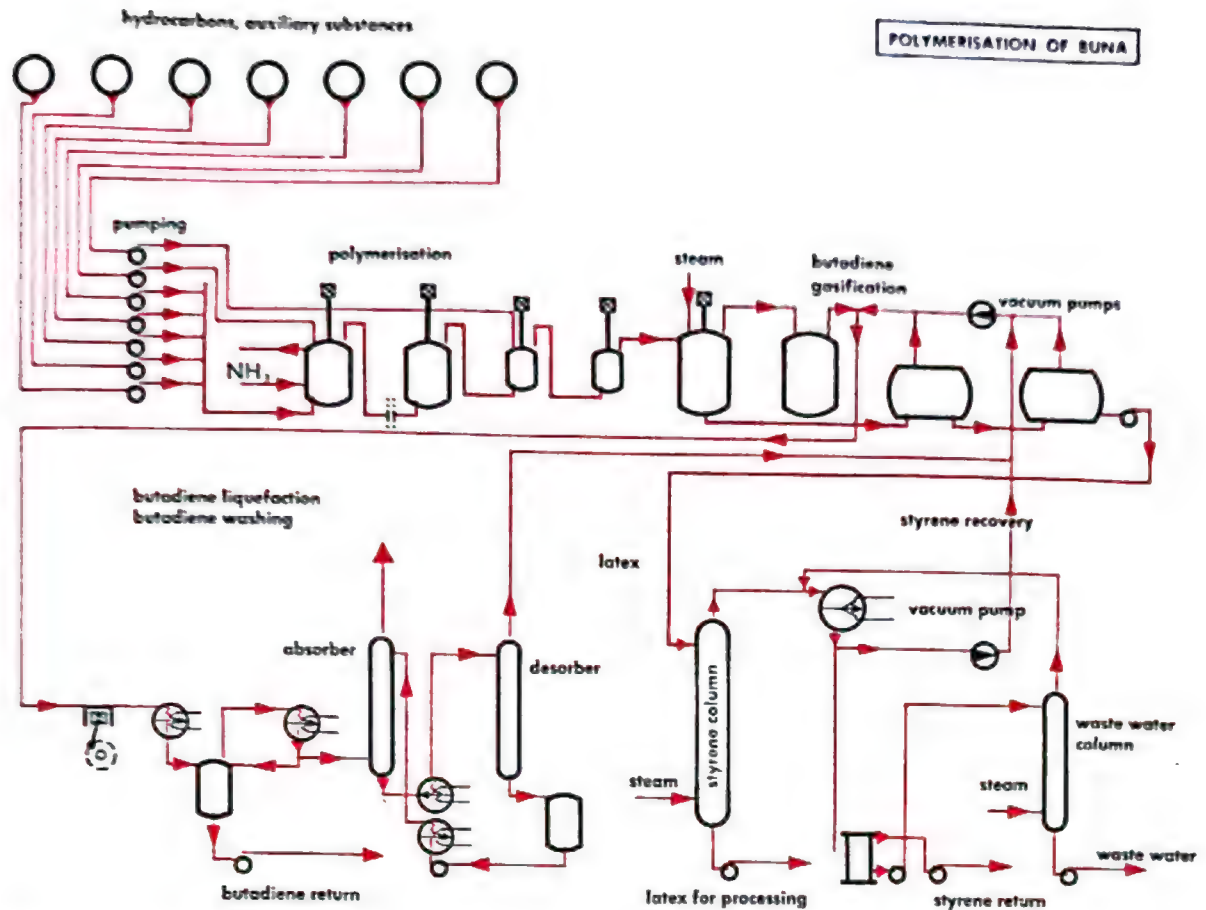 hydrocarbons, auxiliary substances
POLYMERISATION OF BUNA
pumping
polymerisation
steam
butadiene
gasification
vacuum pumps
NH₃
butadiene liquefaction
butadiene washing
styrene recovery
latex
vacuum pump
absorber
desorber
styrene column
waste water
column
steam
steam
waste water
butadiene return
latex for processing
styrene return